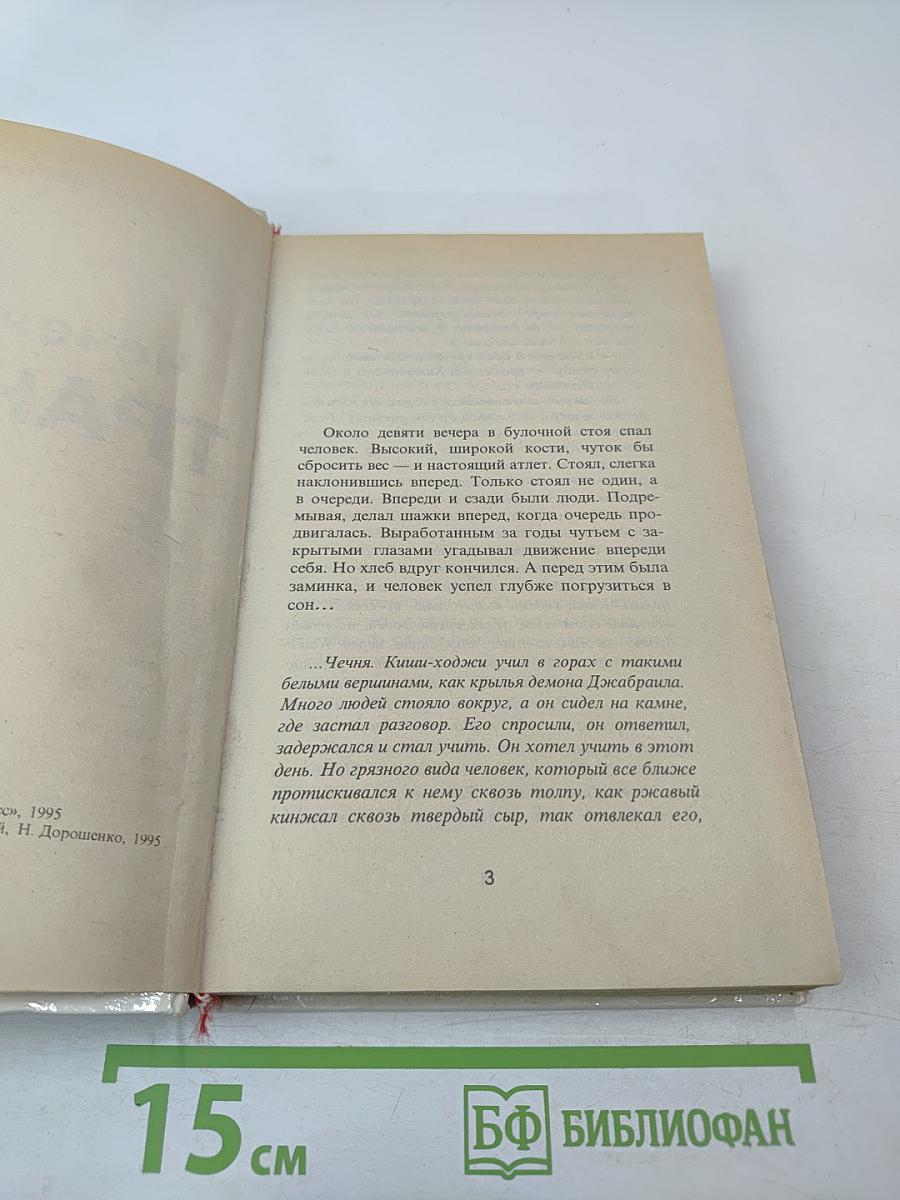 1995
Н. Дорошенко, 1995
Около девяти вечера в булочной стоя спал
человек. Высокий, широкой кости, чуток бы
сбросить вес — и настоящий атлет. Стоял, слегка
наклонившись вперед. Только стоял не один, а
в очереди. Впереди и сзади были люди. Подре-
мывая, делал шажки вперед, когда очередь про-
двигалась. Выработанным за годы чутьем с за-
крытыми глазами угадывал движение впереди
себя. Но хлеб вдруг кончился. А перед этим была
заминка, и человек успел глубже погрузиться в
сон...
...Чечня. Киши-ходжи учил в горах с такими
белыми вершинами, как крылья демона Джабраила.
Много людей стояло вокруг, а он сидел на камне,
где застал разговор. Его спросили, он ответил,
задержался и стал учить. Он хотел учить в этот
день. Но грязного вида человек, который все ближе
протискивался к нему сквозь толпу, как ржавый
кинжал сквозь твердый сыр, так отвлекал его,
3
15 см
БФ БИБЛИОФАН